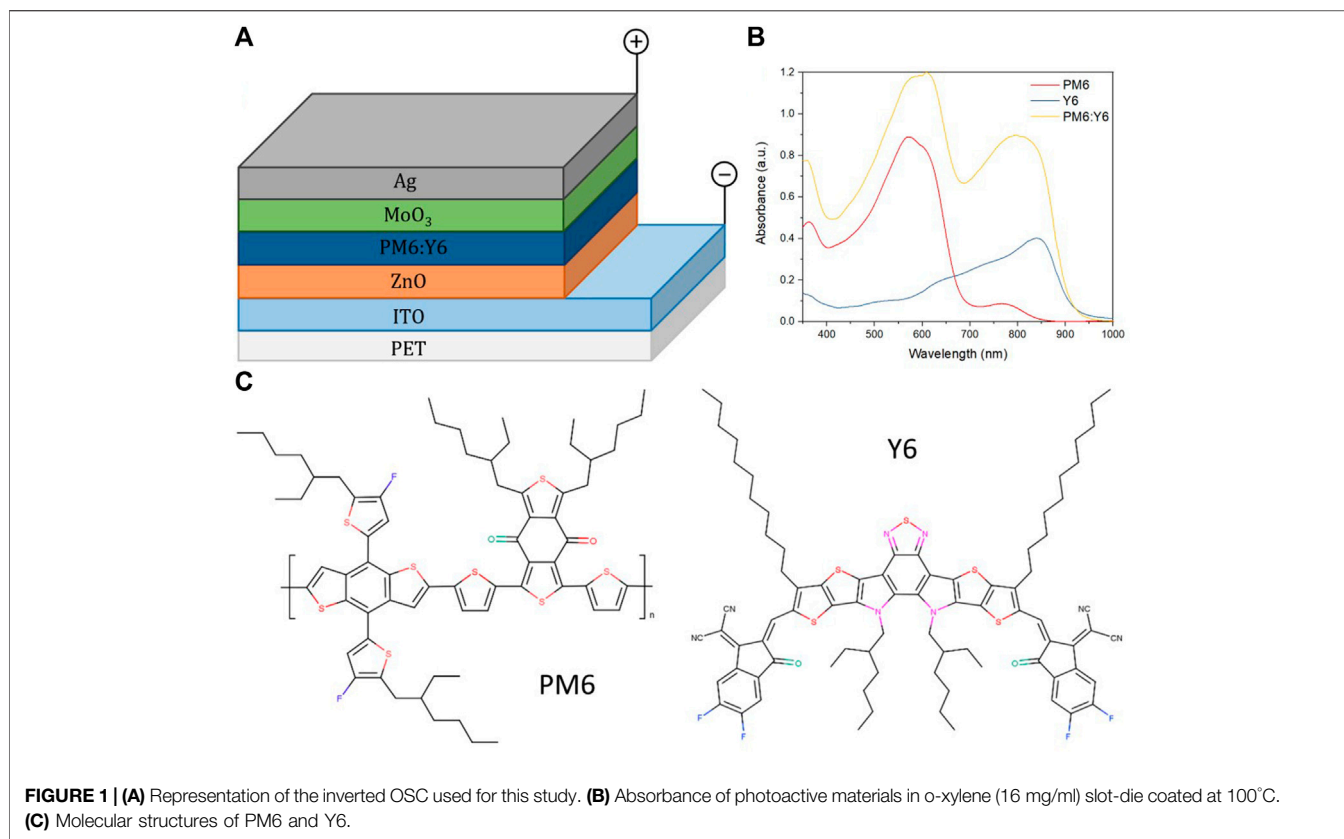 A
+
−
Ag
MoO₃
PM6:Y6
ZnO
ITO
PET
B
PM6
Y6
PM6:Y6
Absorbance (a.u.)
1.2
1.0
0.8
0.6
0.4
0.2
0.0
400 500 600 700 800 900 1000
Wavelength (nm)
C
F
S
S
O O
S
S
S
S
S
n
S
F
PM6
Y6
S
N N
S S
S N N S
CN
NC
O
F
F
CN
NC
CN
O
F
F
FIGURE 1 | (A) Representation of the inverted OSC used for this study. (B) Absorbance of photoactive materials in o-xylene (16 mg/ml) slot-die coated at 100°C.
(C) Molecular structures of PM6 and Y6.